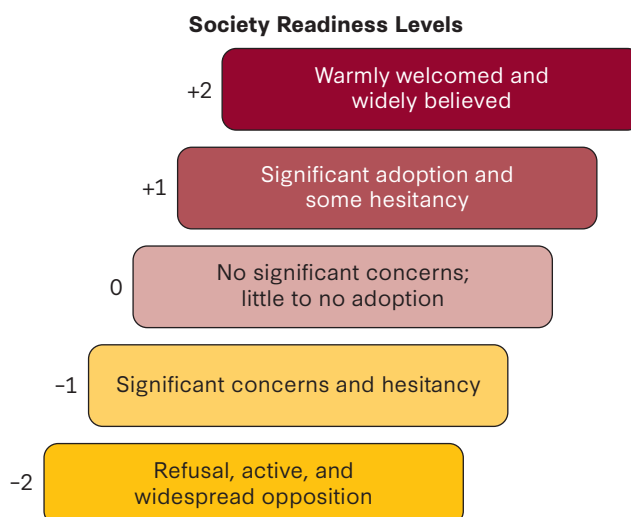 Society Readiness Levels
+2
Warmly welcomed and
widely believed
+1
Significant adoption and
some hesitancy
0
No significant concerns;
little to no adoption
–1
Significant concerns and hesitancy
–2
Refusal, active, and
widespread opposition